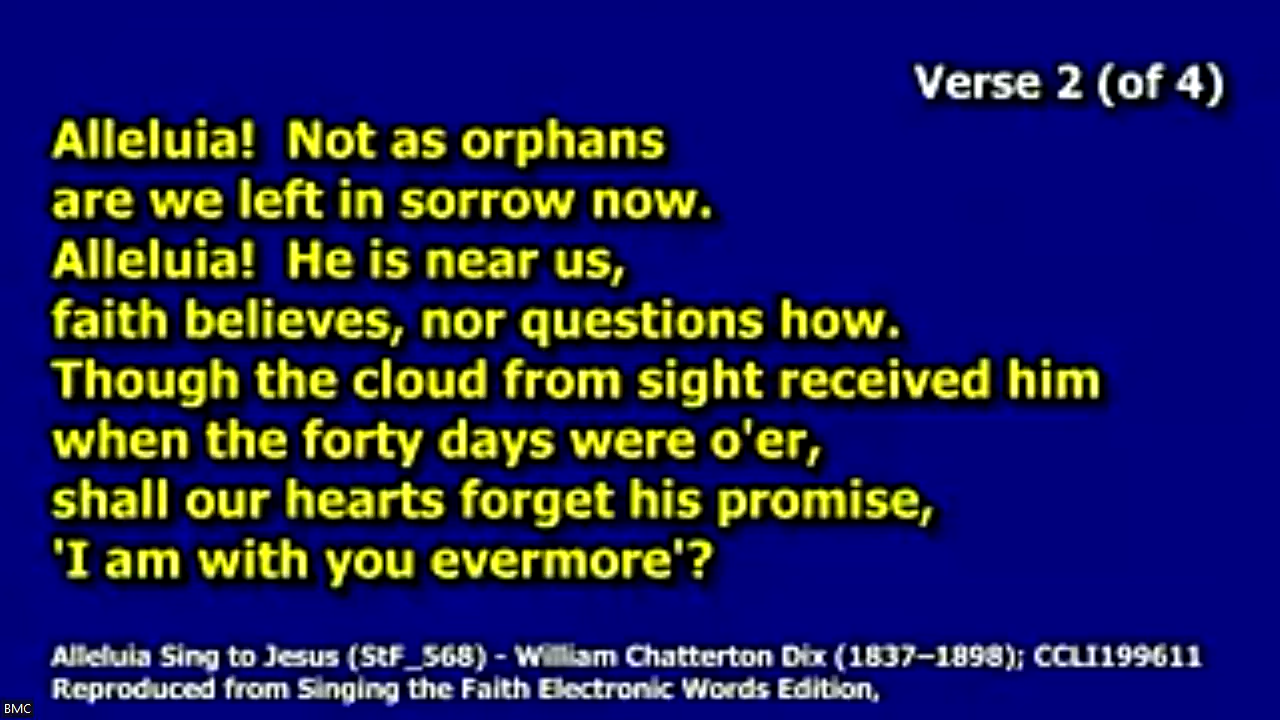 Verse 2 (of 4)
Alleluia!  Not as orphans
are we left in sorrow now.
Alleluia!  He is near us,
faith believes, nor questions how.
Though the cloud from sight received him
when the forty days were o'er,
shall our hearts forget his promise,
'I am with you evermore'?
Alleluia Sing to Jesus (StF_568) - William Chatterton Dix (1837–1898); CCLI199611
Reproduced from Singing the Faith Electronic Words Edition,
BMC